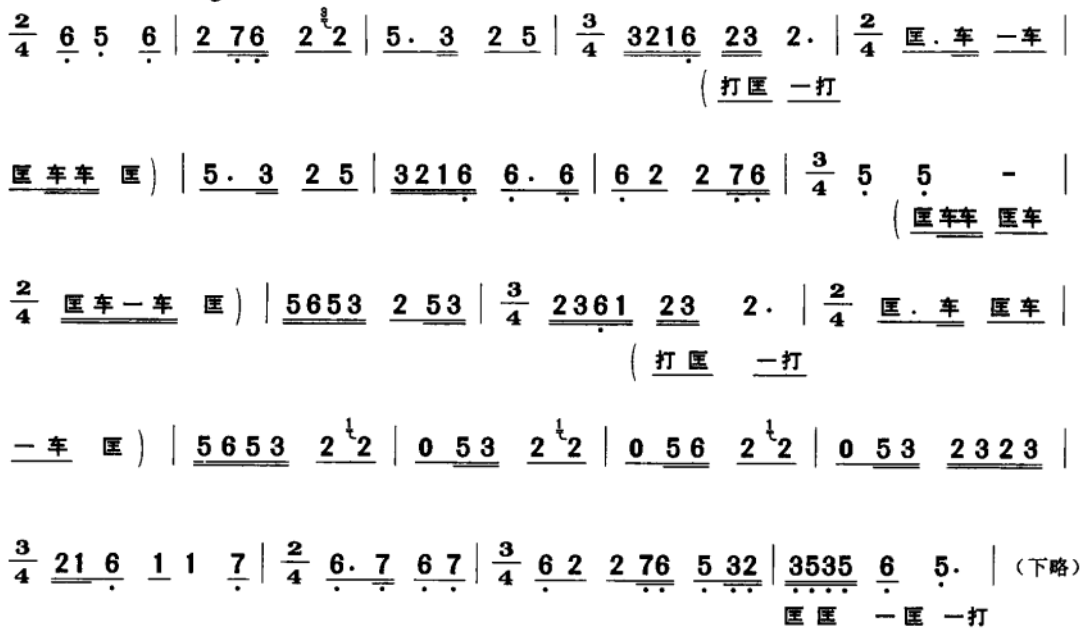 2/4 6 5 6 | 2 76 2 3 2 | 5. 3 2 5 | 3/4 3216 23 2. | 2/4 匡. 车 一车 |
( 打匡 一打
匡 车车 匡 ) | 5. 3 2 5 | 3216 6. 6 | 6 2 2 76 | 3/4 5 5 - |
( 匡车车 匡车
2/4 匡车一车 匡 ) | 5653 2 53 | 3/4 2361 23 2. | 2/4 匡. 车 匡车 |
( 打匡 一打
一车 匡 ) | 5653 2 1 2 | 0 53 2 1 2 | 0 56 2 1 2 | 0 53 2323 |
3/4 21 6 1 1 7 | 2/4 6. 7 6 7 | 3/4 6 2 2 76 5 32 | 3535 6 5. | (下略)
匡匡 一匡 一打